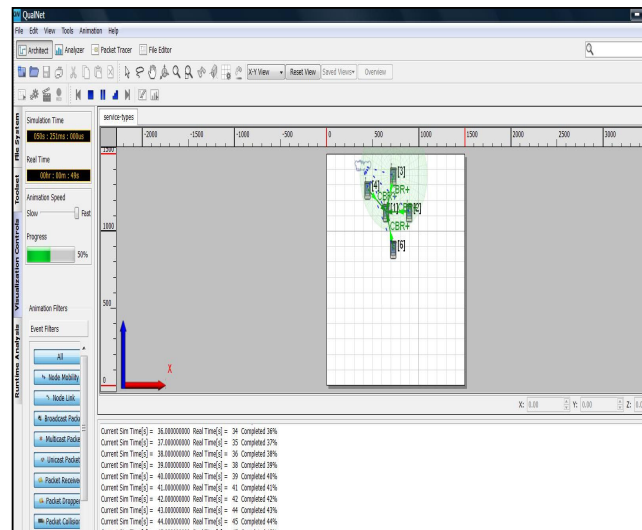 QualNet
File Edit View Tools Animation Help
Architect Analyzer Packet Tracer File Editor
X-Y View Reset View Saved Views Overview
File System
Toolset
Visualization Controls
Runtime Analysis
Simulation Time
050s : 251ms : 000us
Real Time
00hr : 00m : 49s
Animation Speed
Slow Fast
Progress
50%
Animation Filters
Event Filters
All
Node Mobility
Node Link
Broadcast Packe
Multicast Packe
Unicast Packet
Packet Receive
Packet Droppe
Packet Collision
service-types
-2000 -1500 -1000 -500 0 500 1000 1500 2000 2500 3000
1500
1000
500
0
[3]
[4] CBR+
CBR+
CBR+
[6]
X
X: 0.00 Y: 0.00 Z:
Current Sim Time[s] = 36.000000000 Real Time[s] = 34 Completed 36%
Current Sim Time[s] = 37.000000000 Real Time[s] = 35 Completed 37%
Current Sim Time[s] = 38.000000000 Real Time[s] = 36 Completed 38%
Current Sim Time[s] = 39.000000000 Real Time[s] = 38 Completed 39%
Current Sim Time[s] = 40.000000000 Real Time[s] = 39 Completed 40%
Current Sim Time[s] = 41.000000000 Real Time[s] = 41 Completed 41%
Current Sim Time[s] = 42.000000000 Real Time[s] = 42 Completed 42%
Current Sim Time[s] = 43.000000000 Real Time[s] = 44 Completed 43%
Current Sim Time[s] = 44.000000000 Real Time[s] = 45 Completed 44%